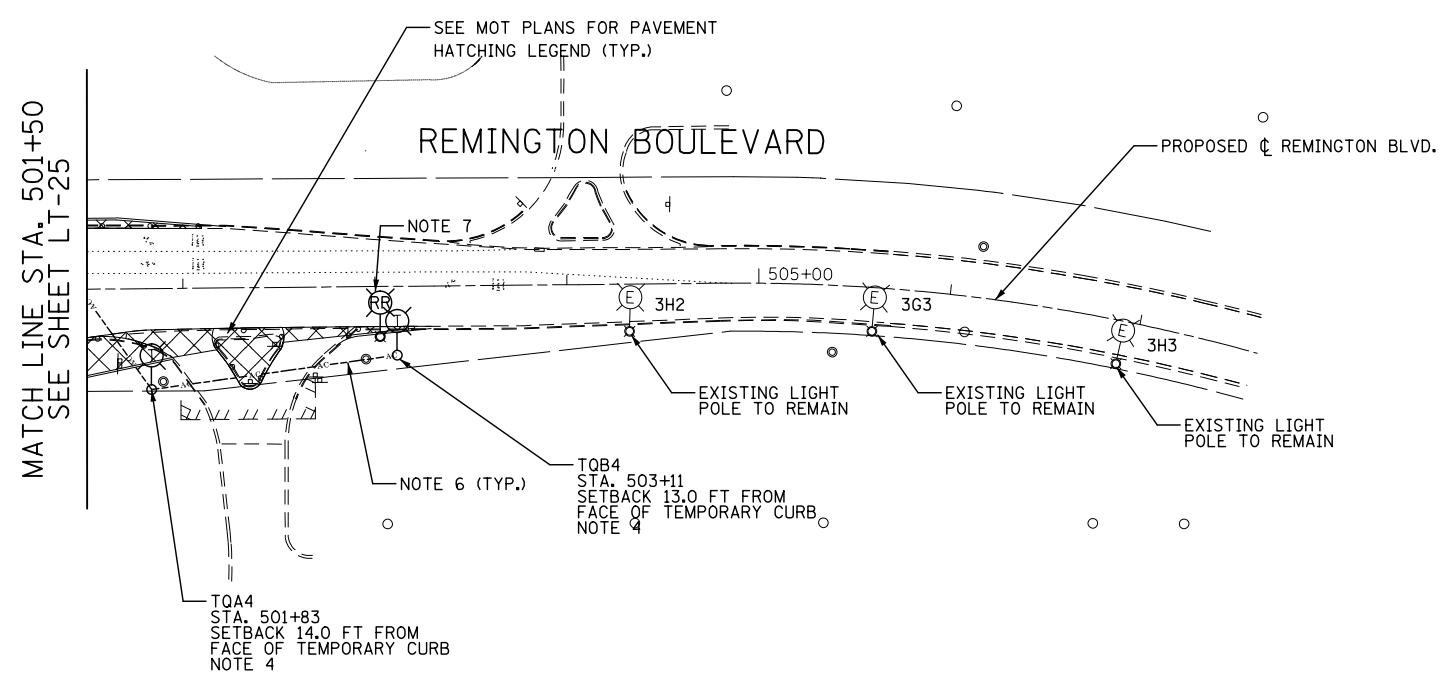 SEE MOT PLANS FOR PAVEMENT
HATCHING LEGEND (TYP.)
MATCH LINE STA. 501+50
SEE SHEET LT-25
REMINGTON BOULEVARD
PROPOSED ℄ REMINGTON BLVD.
NOTE 7
505+00
RR
T
E
3H2
E
3G3
E
3H3
T
EXISTING LIGHT
POLE TO REMAIN
EXISTING LIGHT
POLE TO REMAIN
EXISTING LIGHT
POLE TO REMAIN
NOTE 6 (TYP.)
TQB4
STA. 503+11
SETBACK 13.0 FT FROM
FACE OF TEMPORARY CURB
NOTE 4
TQA4
STA. 501+83
SETBACK 14.0 FT FROM
FACE OF TEMPORARY CURB
NOTE 4